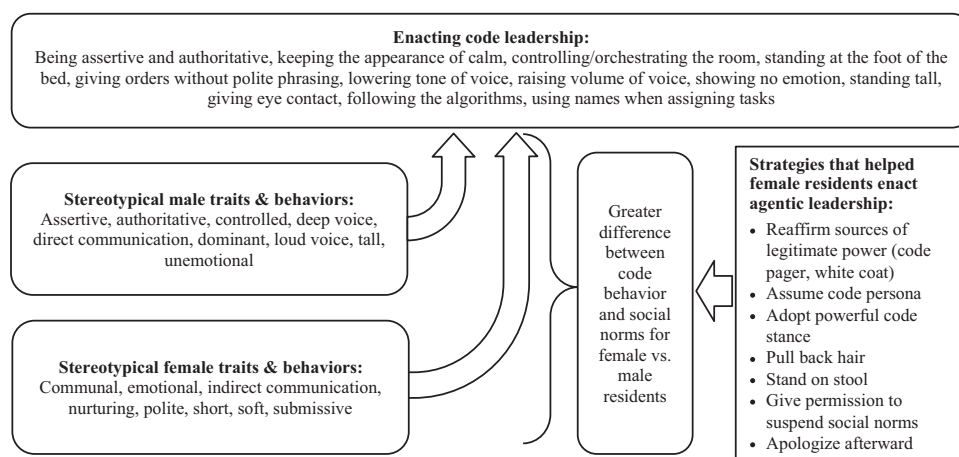 Enacting code leadership:
Being assertive and authoritative, keeping the appearance of calm, controlling/orchestrating the room, standing at the foot of the
bed, giving orders without polite phrasing, lowering tone of voice, raising volume of voice, showing no emotion, standing tall,
giving eye contact, following the algorithms, using names when assigning tasks
Stereotypical male traits & behaviors:
Assertive, authoritative, controlled, deep voice,
direct communication, dominant, loud voice, tall,
unemotional
Stereotypical female traits & behaviors:
Communal, emotional, indirect communication,
nurturing, polite, short, soft, submissive
Greater
difference
between
code
behavior
and social
norms for
female vs.
male
residents
Strategies that helped
female residents enact
agentic leadership:
• Reaffirm sources of
legitimate power (code
pager, white coat)
• Assume code persona
• Adopt powerful code
stance
• Pull back hair
• Stand on stool
• Give permission to
suspend social norms
• Apologize afterward